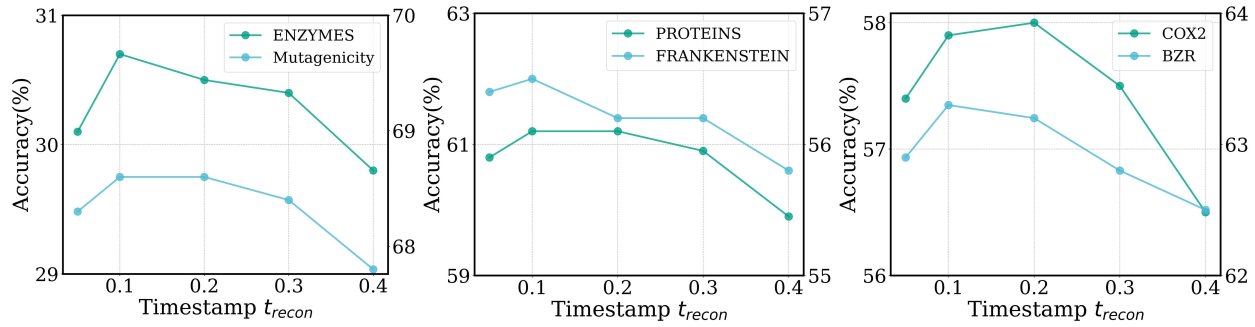 31
30
29
Accuracy(%)
ENZYMES
Mutagenicity
70
69
68
0.1 0.2 0.3 0.4
Timestamp t_recon
63
61
59
Accuracy(%)
PROTEINS
FRANKENSTEIN
57
56
55
0.1 0.2 0.3 0.4
Timestamp t_recon
58
57
56
Accuracy(%)
COX2
BZR
64
63
62
0.1 0.2 0.3 0.4
Timestamp t_recon